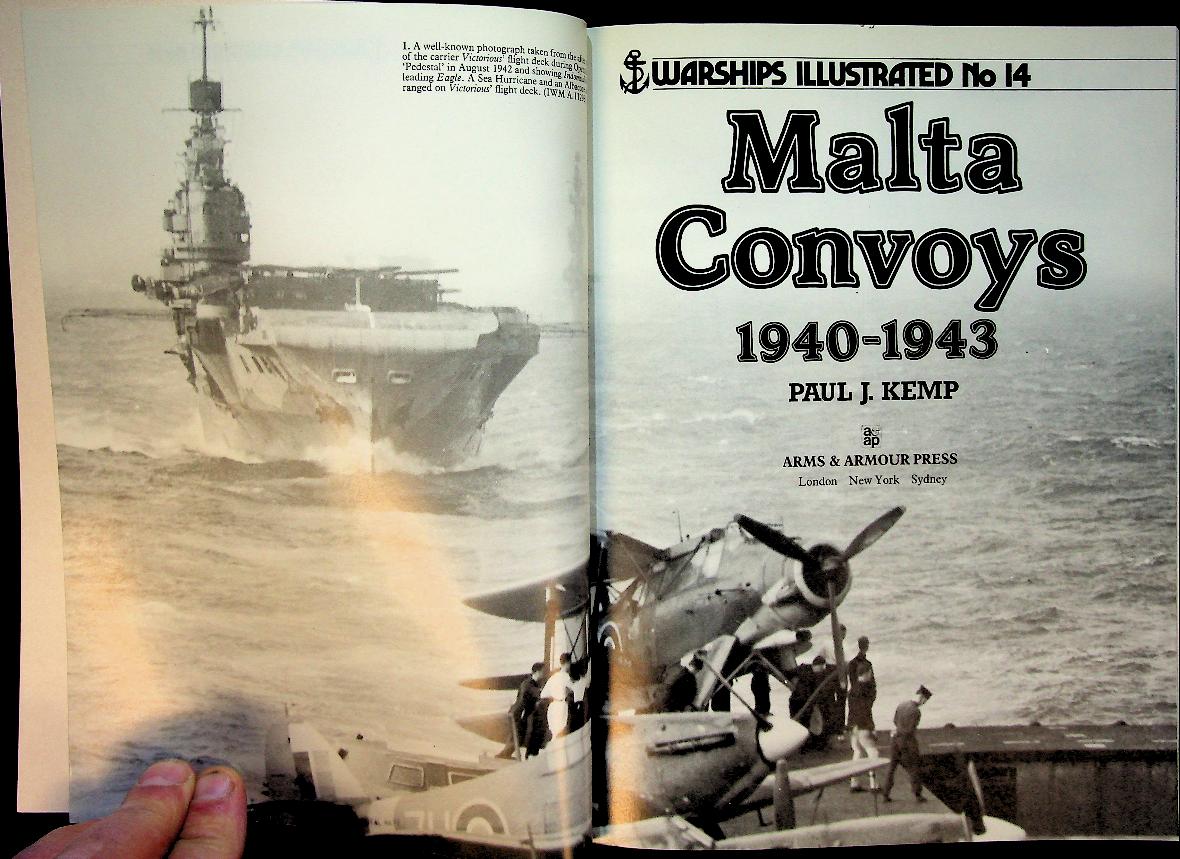 1. A well-known photograph taken from the
of the carrier Victorious' flight deck during
'Pedestal' in August 1942 and showing
leading Eagle. A Sea Hurricane and an
ranged on Victorious' flight deck. (IWM A.
WARSHIPS ILLUSTRATED No 14
Malta
Convoys
1940-1943
PAUL J. KEMP
a&
ap
ARMS & ARMOUR PRESS
London New York Sydney